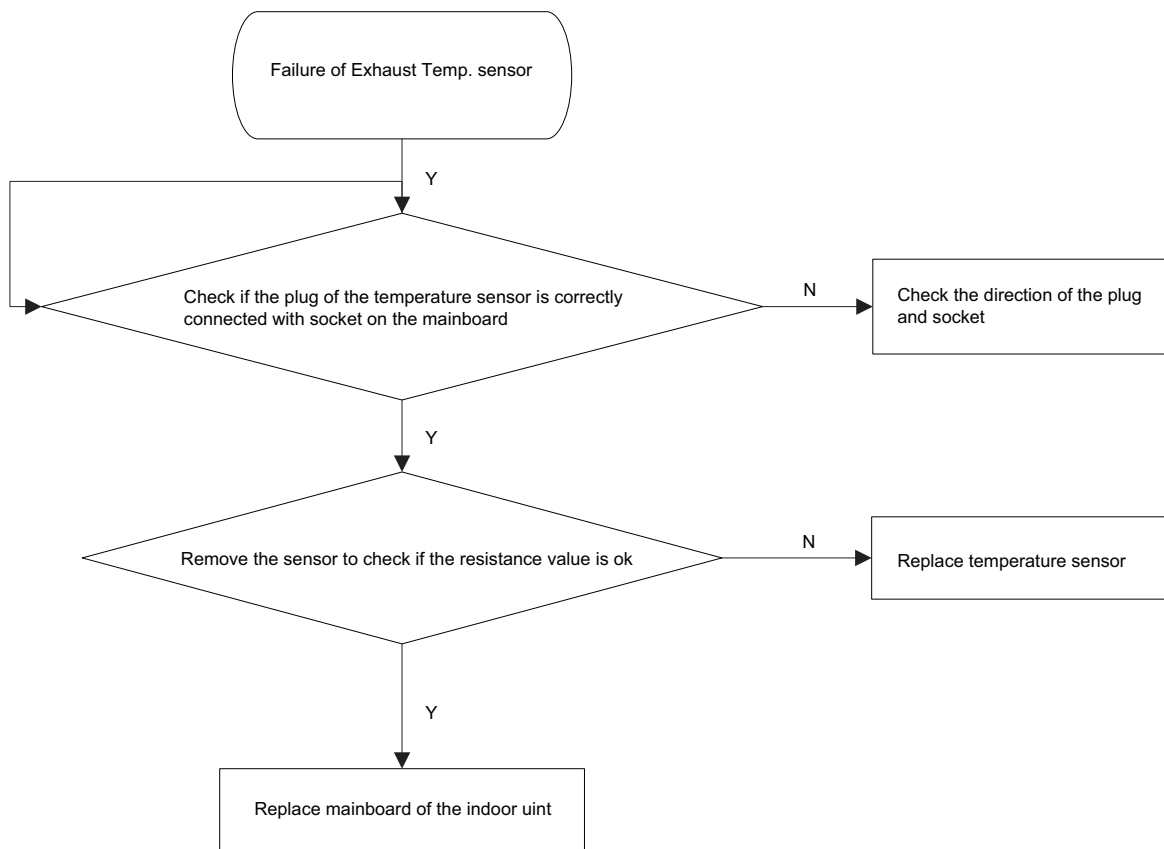 Failure of Exhaust Temp. sensor
Y
Check if the plug of the temperature sensor is correctly
connected with socket on the mainboard
N
Check the direction of the plug
and socket
Y
Remove the sensor to check if the resistance value is ok
N
Replace temperature sensor
Y
Replace mainboard of the indoor uint